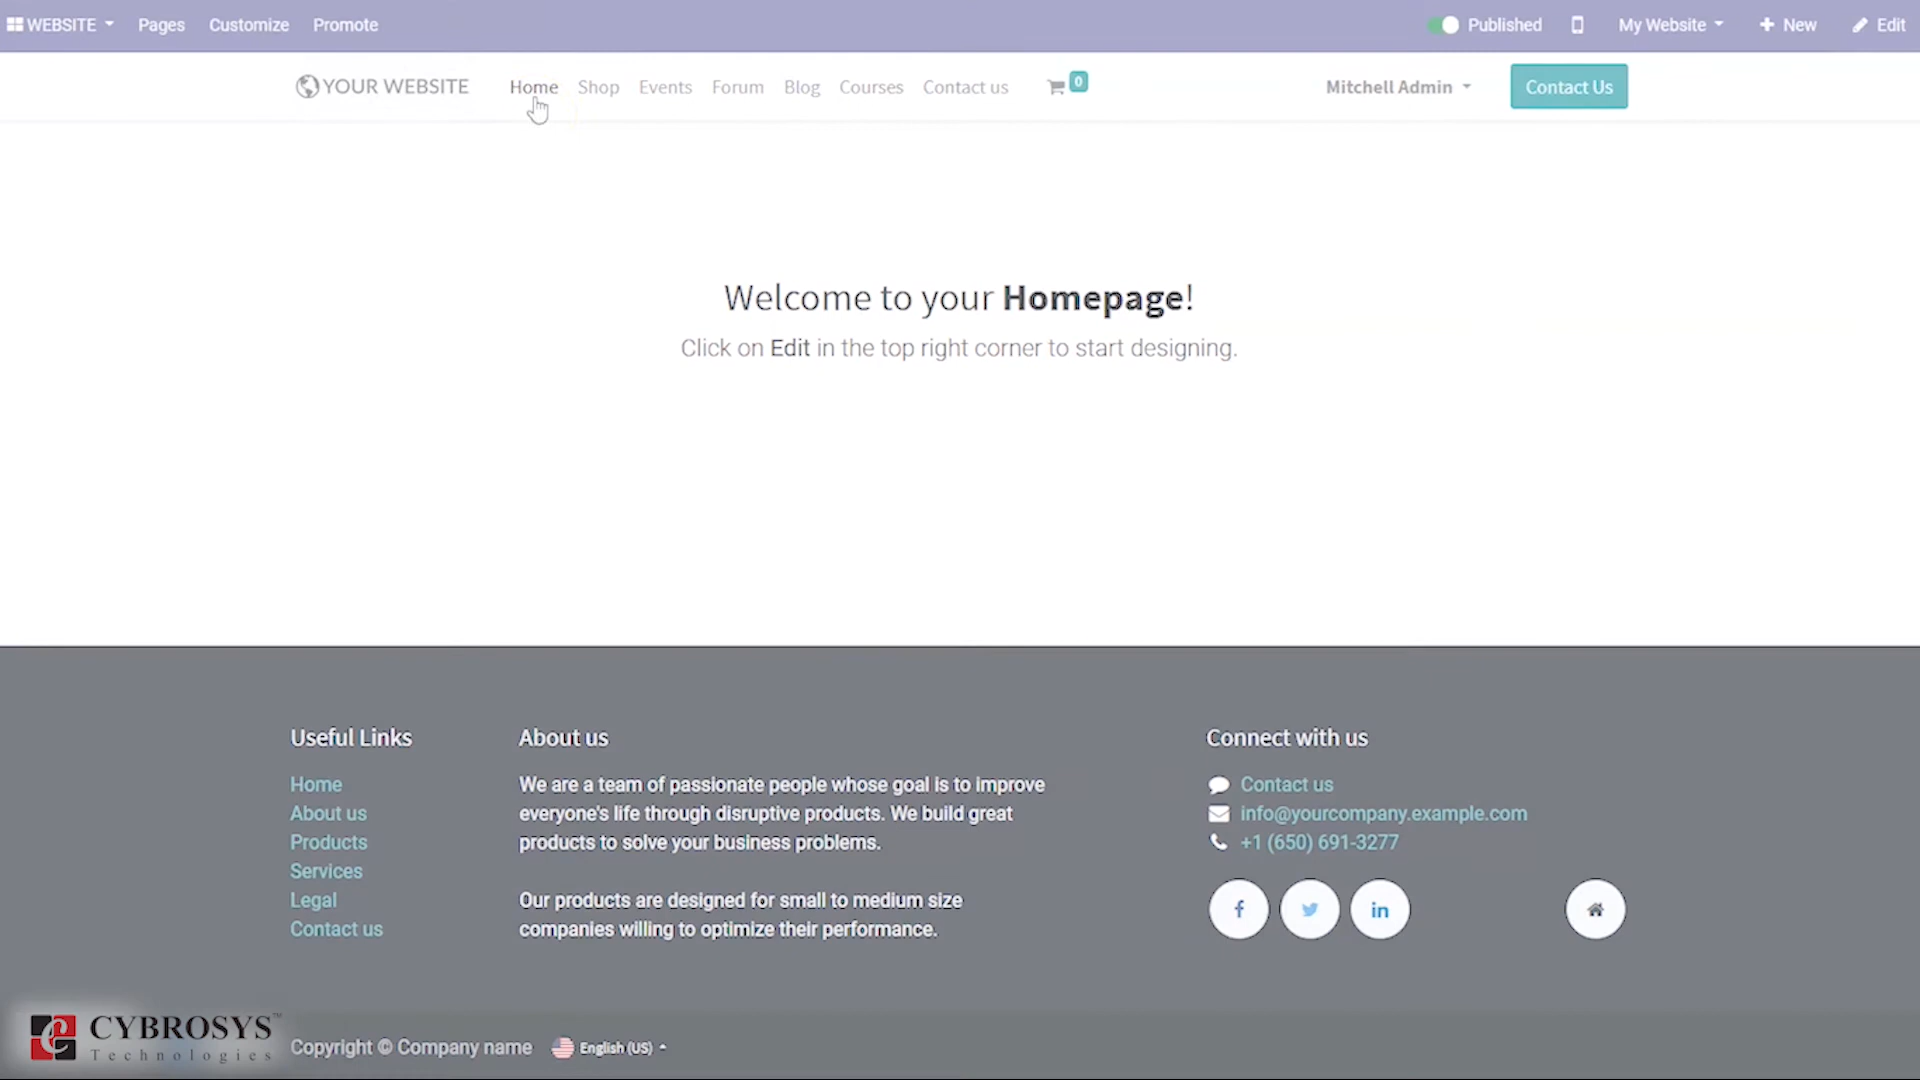 WEBSITE Pages Customize Promote Published My Website New Edit
YOUR WEBSITE Home Shop Events Forum Blog Courses Contact us 0 Mitchell Admin Contact Us
Welcome to your Homepage!
Click on Edit in the top right corner to start designing.
Useful Links
Home
About us
Products
Services
Legal
Contact us
About us
We are a team of passionate people whose goal is to improve
everyone's life through disruptive products. We build great
products to solve your business problems.
Our products are designed for small to medium size
companies willing to optimize their performance.
Connect with us
Contact us
info@yourcompany.example.com
+1 (650) 691-3277
CYBROSYS™
Technologies
Copyright © Company name English (US)